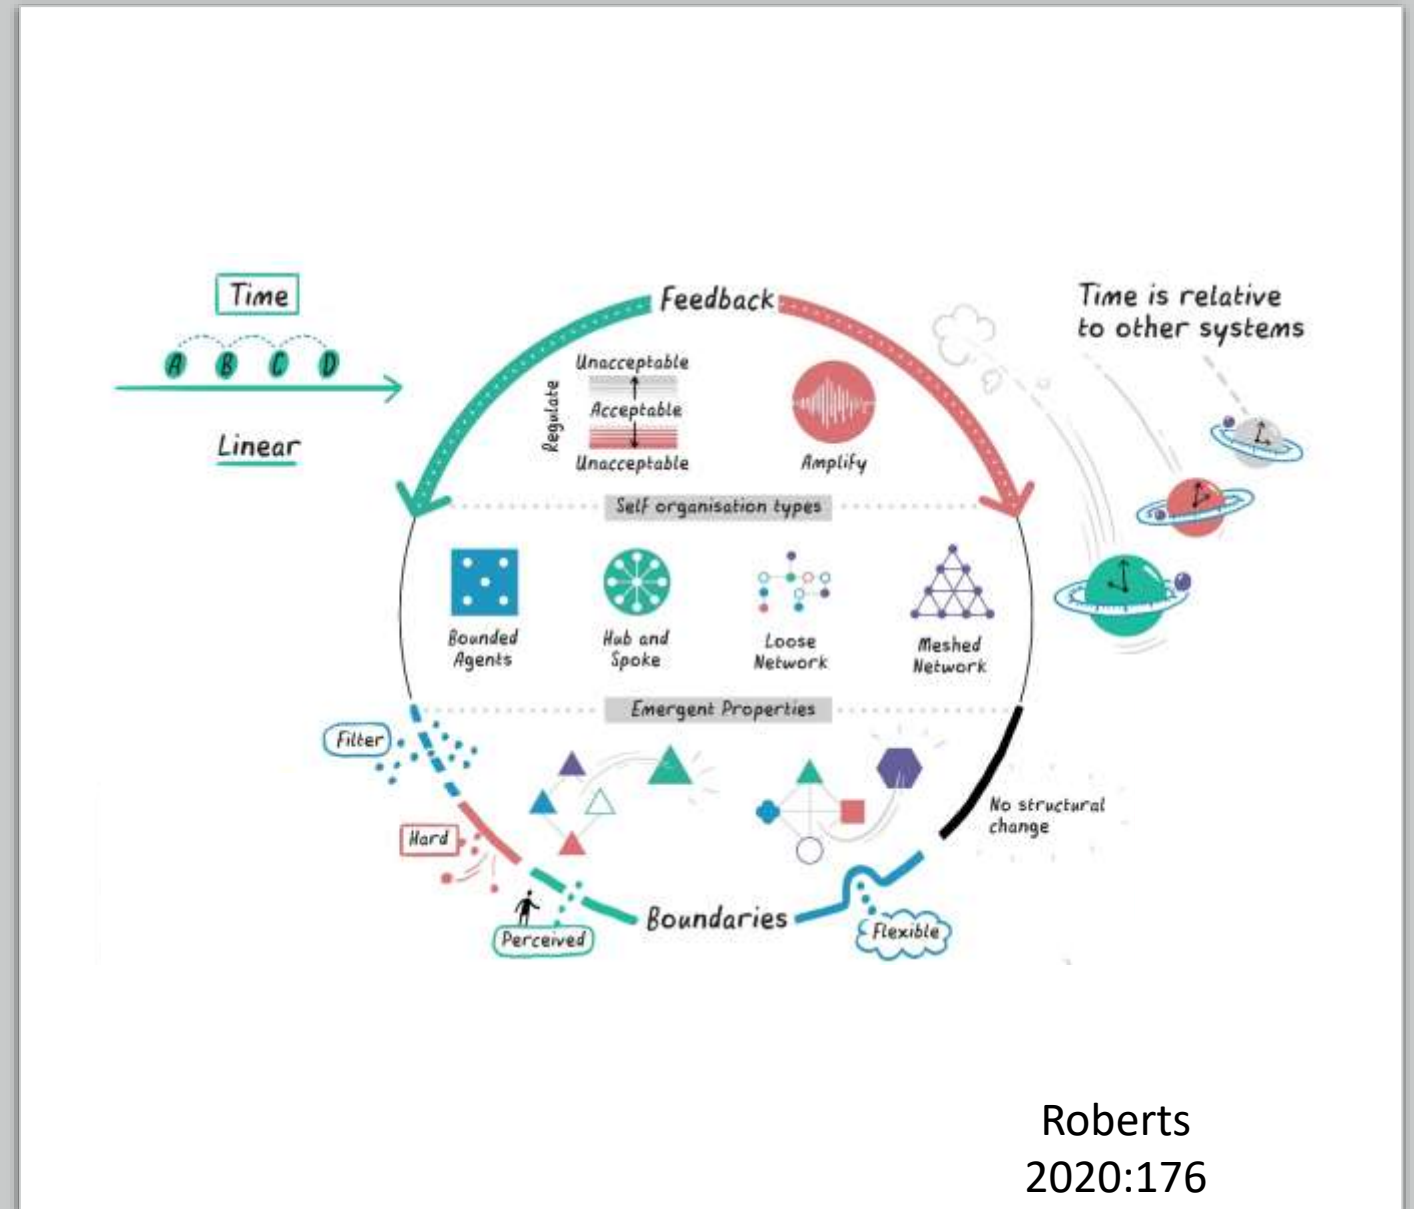 Time
A B C D
Linear
Feedback
Unacceptable
Regulate
Acceptable
Unacceptable
Amplify
Time is relative
to other systems
Self organisation types
Bounded
Agents
Hub and
Spoke
Loose
Network
Meshed
Network
Emergent Properties
Filter
Hard
Perceived
Boundaries
Flexible
No structural
change
Roberts
2020:176